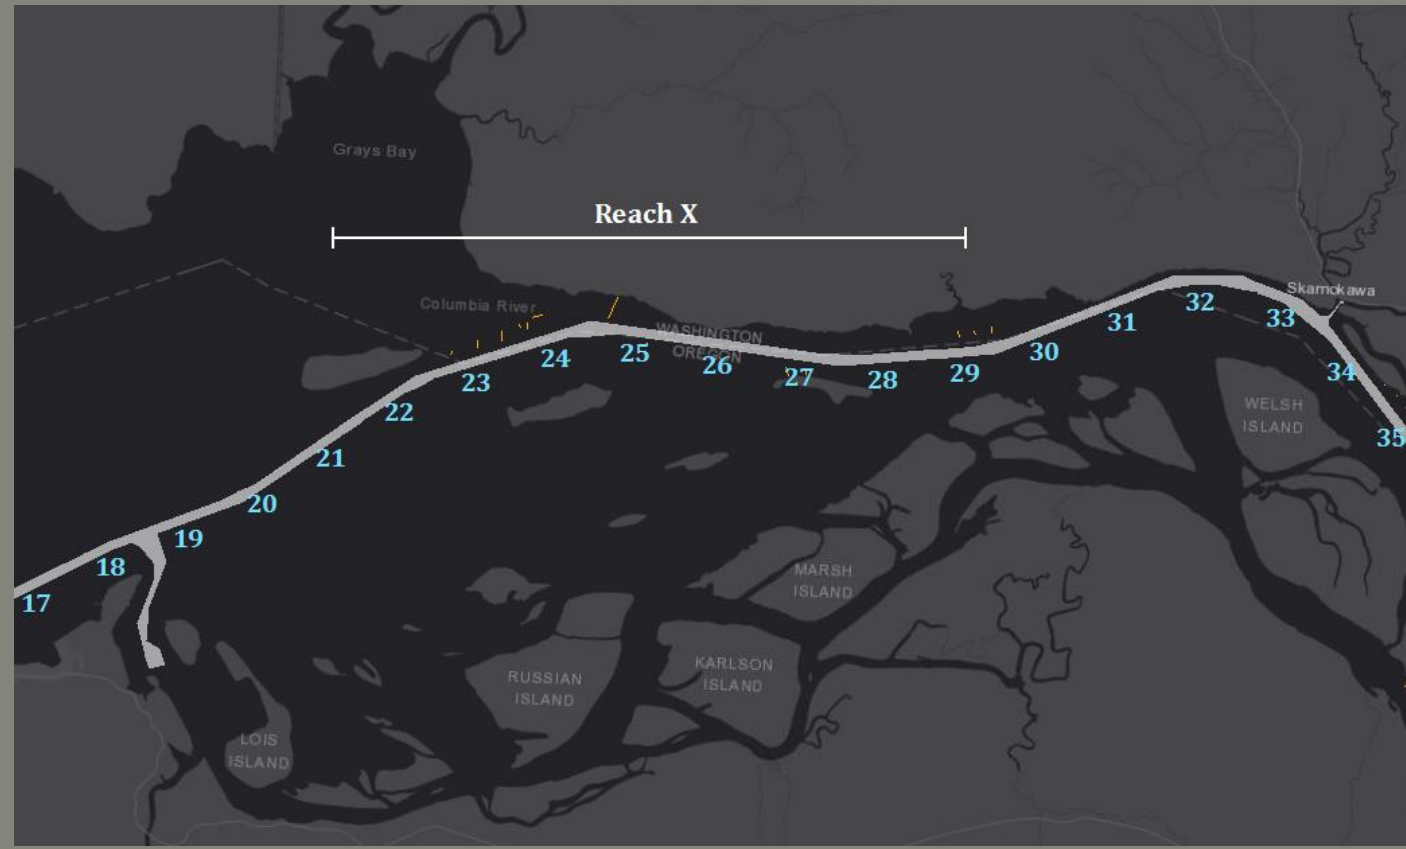 Grays Bay
Reach X
Skamokawa
Columbia River
WASHINGTON
OREGON
32
33
31
24
25
26
27
28
29
30
34
23
22
WELSH
ISLAND
35
21
20
19
18
17
MARSH
ISLAND
KARLSON
ISLAND
RUSSIAN
ISLAND
LOIS
ISLAND